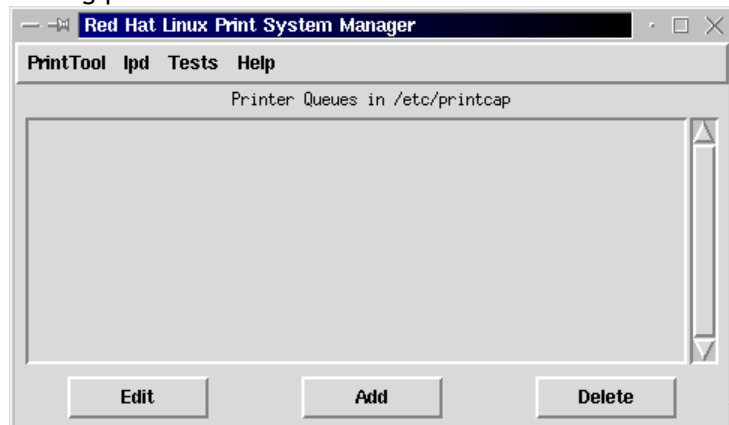 Red Hat Linux Print System Manager
PrintTool lpd Tests Help
Printer Queues in /etc/printcap
Edit Add Delete